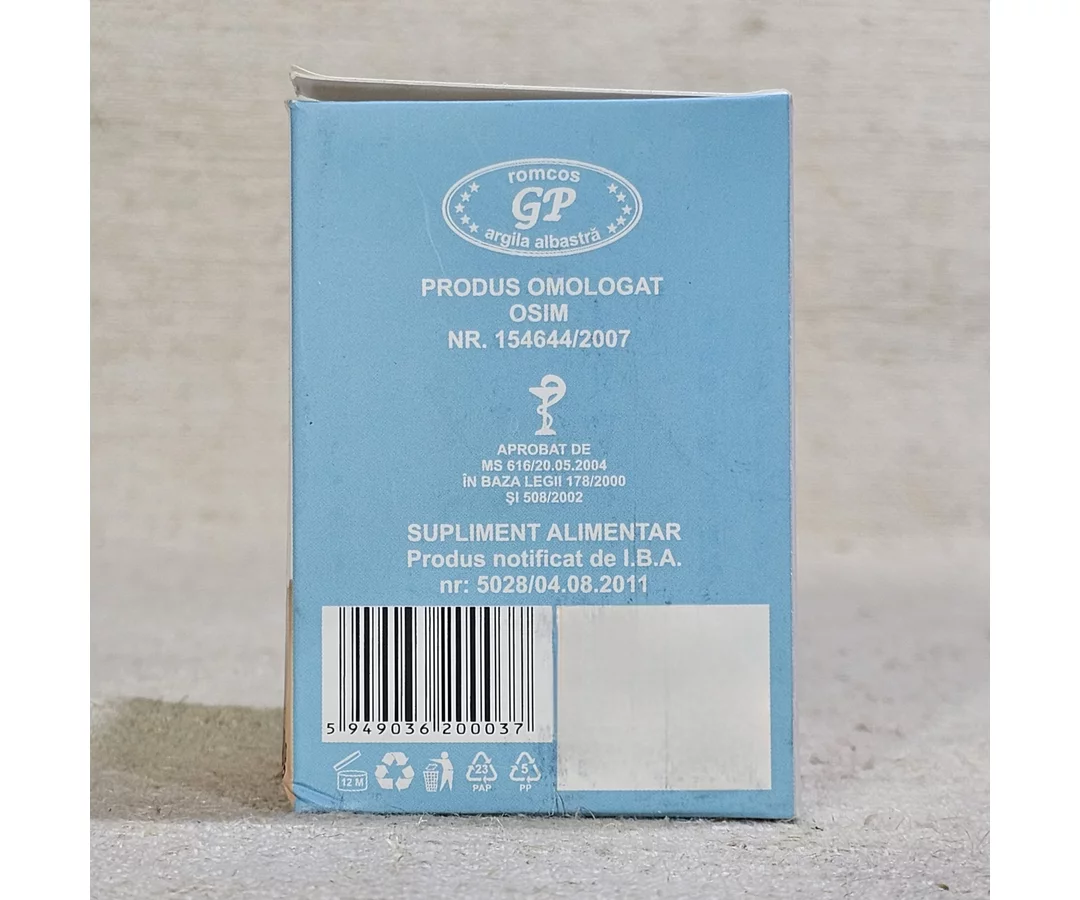 romcos
GP
argila albastră
PRODUS OMOLOGAT
OSIM
NR. 154644/2007
APROBAT DE
MS 616/20.05.2004
ÎN BAZA LEGII 178/2000
ŞI 508/2002
SUPLIMENT ALIMENTAR
Produs notificat de I.B.A.
nr: 5028/04.08.2011
5 949036 200037
12 M
23
PAP
5
PP